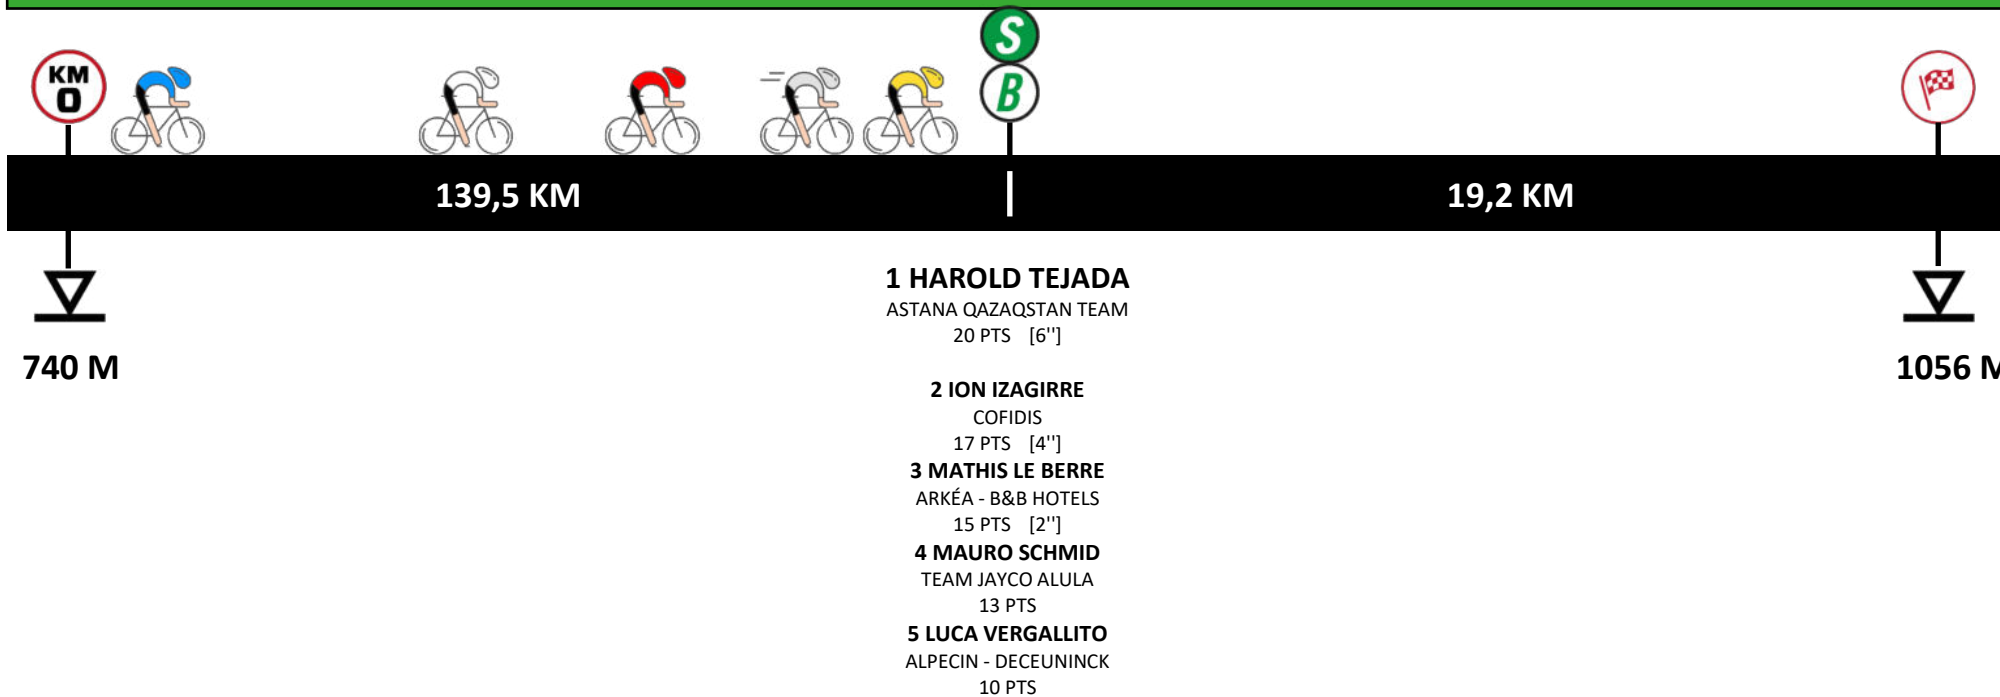 S
KM
0
B
139,5 KM
19,2 KM
1 HAROLD TEJADA
ASTANA QAZAQSTAN TEAM
20 PTS [6'']
740 M
1056 M
2 ION IZAGIRRE
COFIDIS
17 PTS [4'']
3 MATHIS LE BERRE
ARKÉA - B&B HOTELS
15 PTS [2'']
4 MAURO SCHMID
TEAM JAYCO ALULA
13 PTS
5 LUCA VERGALLITO
ALPECIN - DECEUNINCK
10 PTS